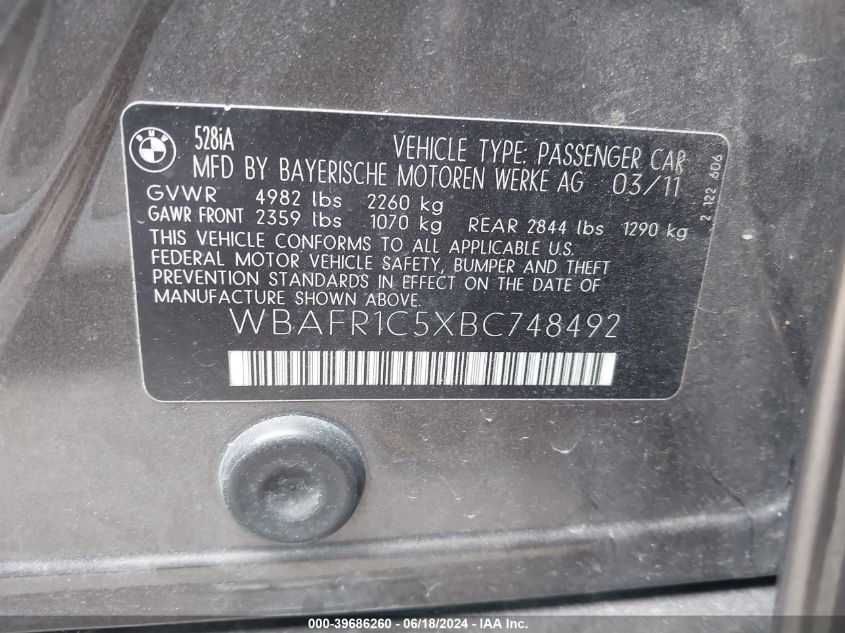 BMW
528iA VEHICLE TYPE: PASSENGER CAR
MFD BY BAYERISCHE MOTOREN WERKE AG 03/11
GVWR 4982 lbs 2260 kg
GAWR FRONT 2359 lbs 1070 kg REAR 2844 lbs 1290 kg
THIS VEHICLE CONFORMS TO ALL APPLICABLE U.S.
FEDERAL MOTOR VEHICLE SAFETY, BUMPER AND THEFT
PREVENTION STANDARDS IN EFFECT ON THE DATE OF
MANUFACTURE SHOWN ABOVE.
WBAFR1C5XBC748492
2 122 606
000-39686260 - 06/18/2024 - IAA Inc.